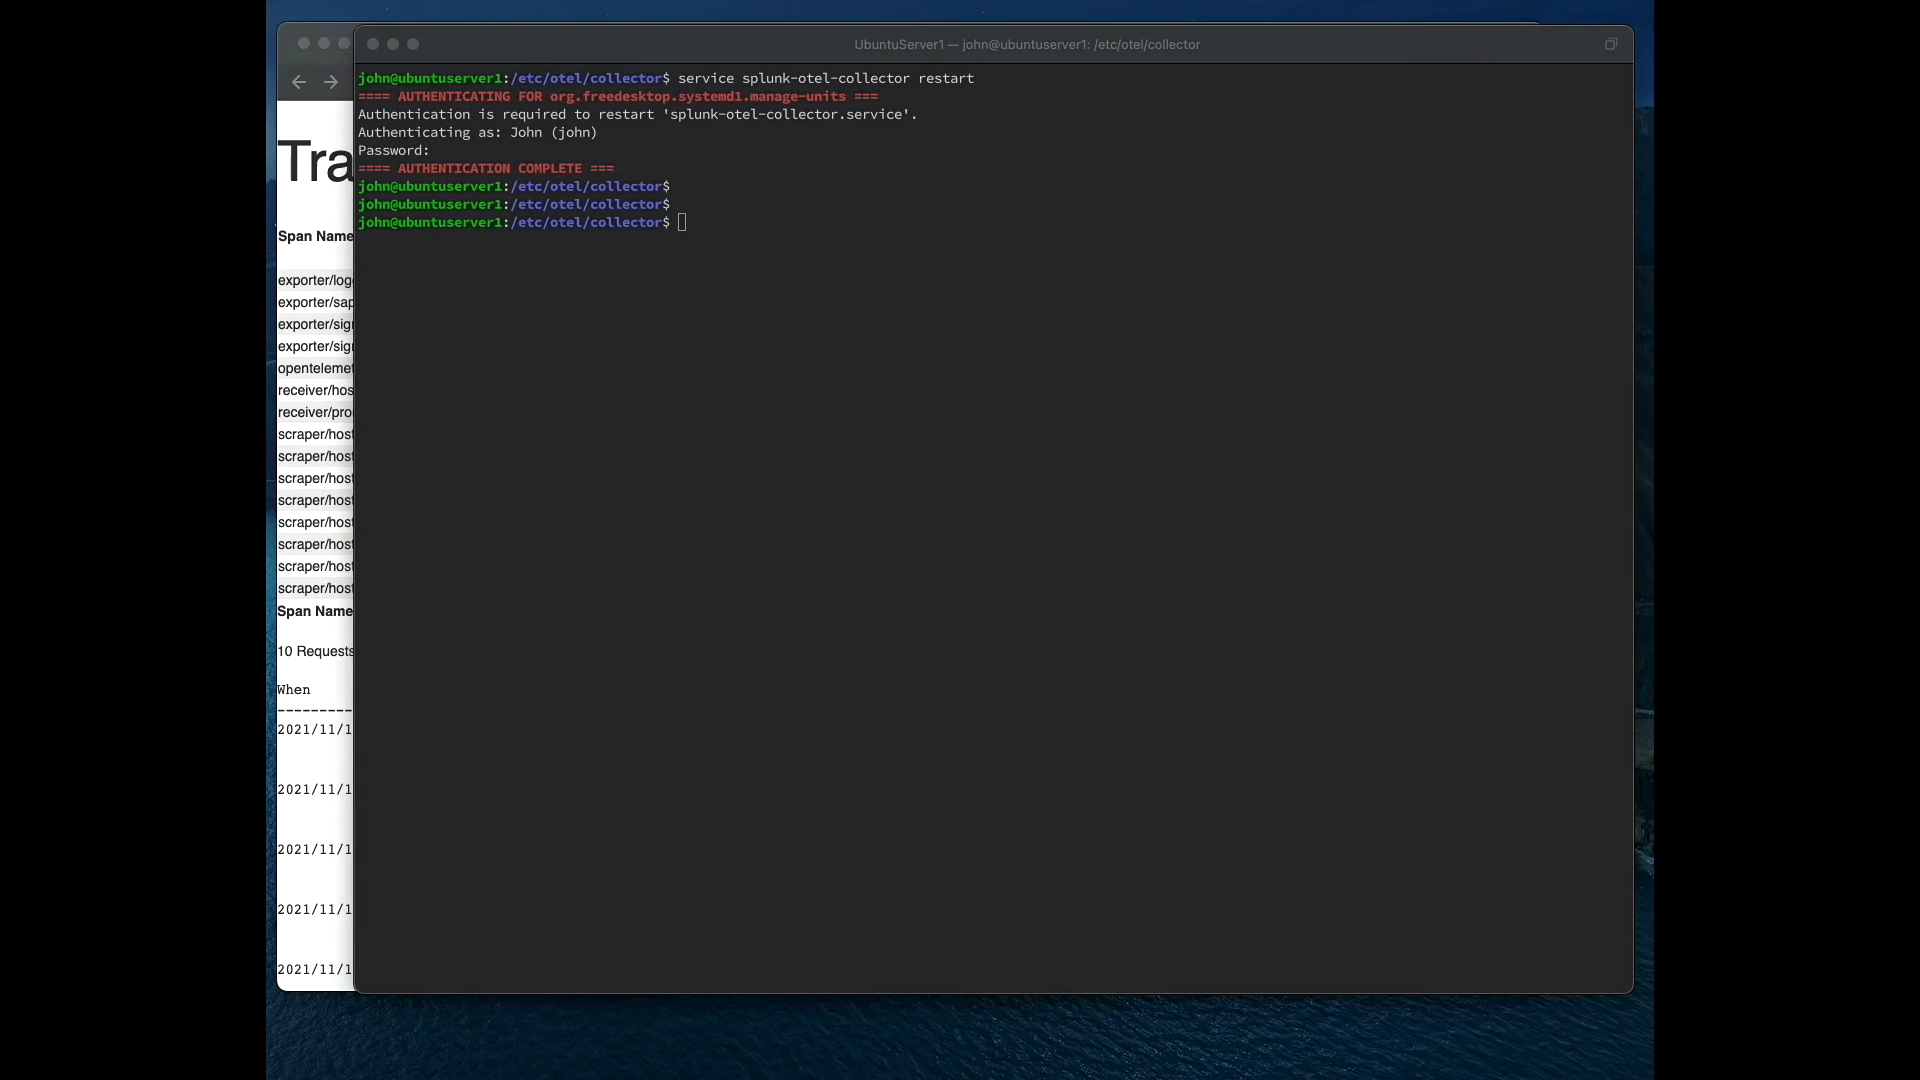 UbuntuServer1 — john@ubuntuserver1: /etc/otel/collector
john@ubuntuserver1:/etc/otel/collector$ service splunk-otel-collector restart
==== AUTHENTICATING FOR org.freedesktop.systemd1.manage-units ===
Authentication is required to restart 'splunk-otel-collector.service'.
Authenticating as: John (john)
Password:
==== AUTHENTICATION COMPLETE ===
john@ubuntuserver1:/etc/otel/collector$
john@ubuntuserver1:/etc/otel/collector$
john@ubuntuserver1:/etc/otel/collector$
Tra
Span Name
exporter/log
exporter/sap
exporter/sig
exporter/sig
opentelemet
receiver/hos
receiver/pro
scraper/host
scraper/host
scraper/host
scraper/host
scraper/host
scraper/host
scraper/host
scraper/host
Span Name
10 Requests
When
---------
2021/11/1
2021/11/1
2021/11/1
2021/11/1
2021/11/1